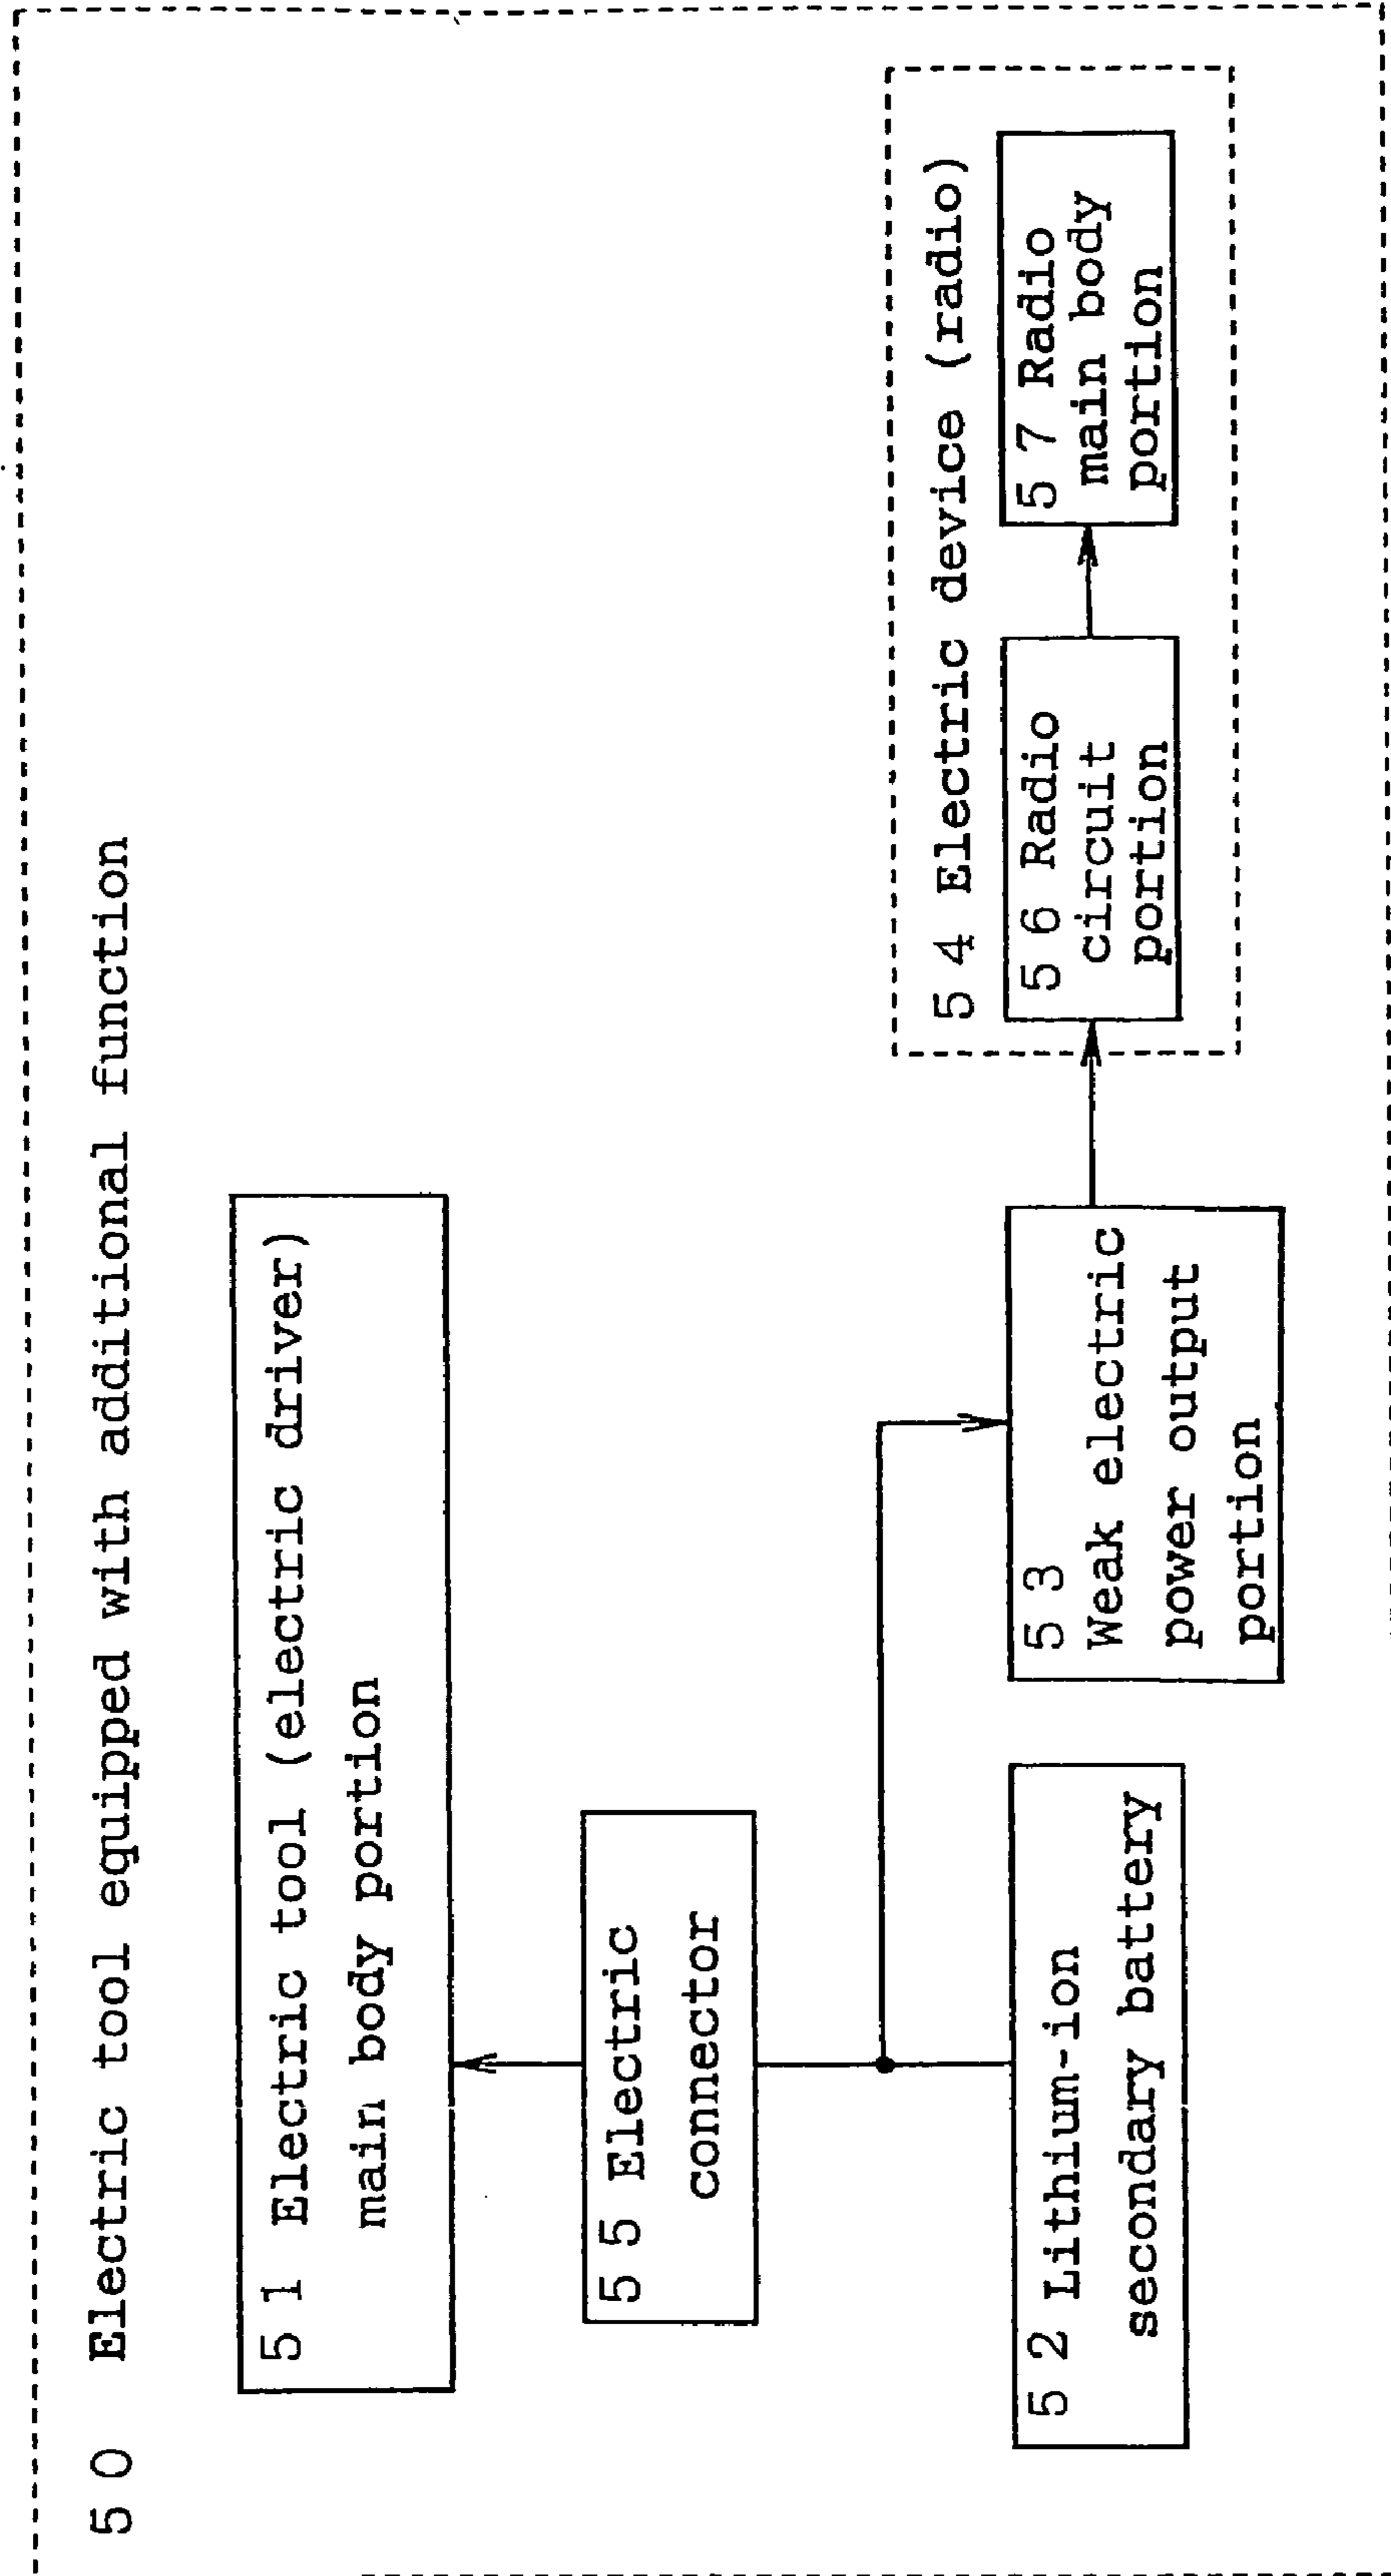 5 0 Electric tool equipped with additional function
5 1 Electric tool (electric driver)
main body portion
5 5 Electric
connector
5 2 Lithium-ion
secondary battery
5 3
Weak electric
power output
portion
5 4 Electric device (radio)
5 6 Radio
circuit
portion
5 7 Radio
main body
portion